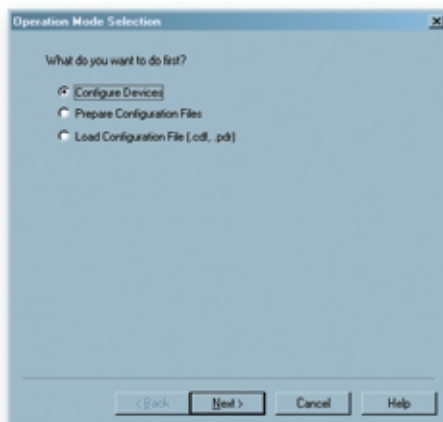 Operation Mode Selection
What do you want to do first?
Configure Devices
Prepare Configuration Files
Load Configuration File (.cdf, .pdr)
< Back Next > Cancel Help